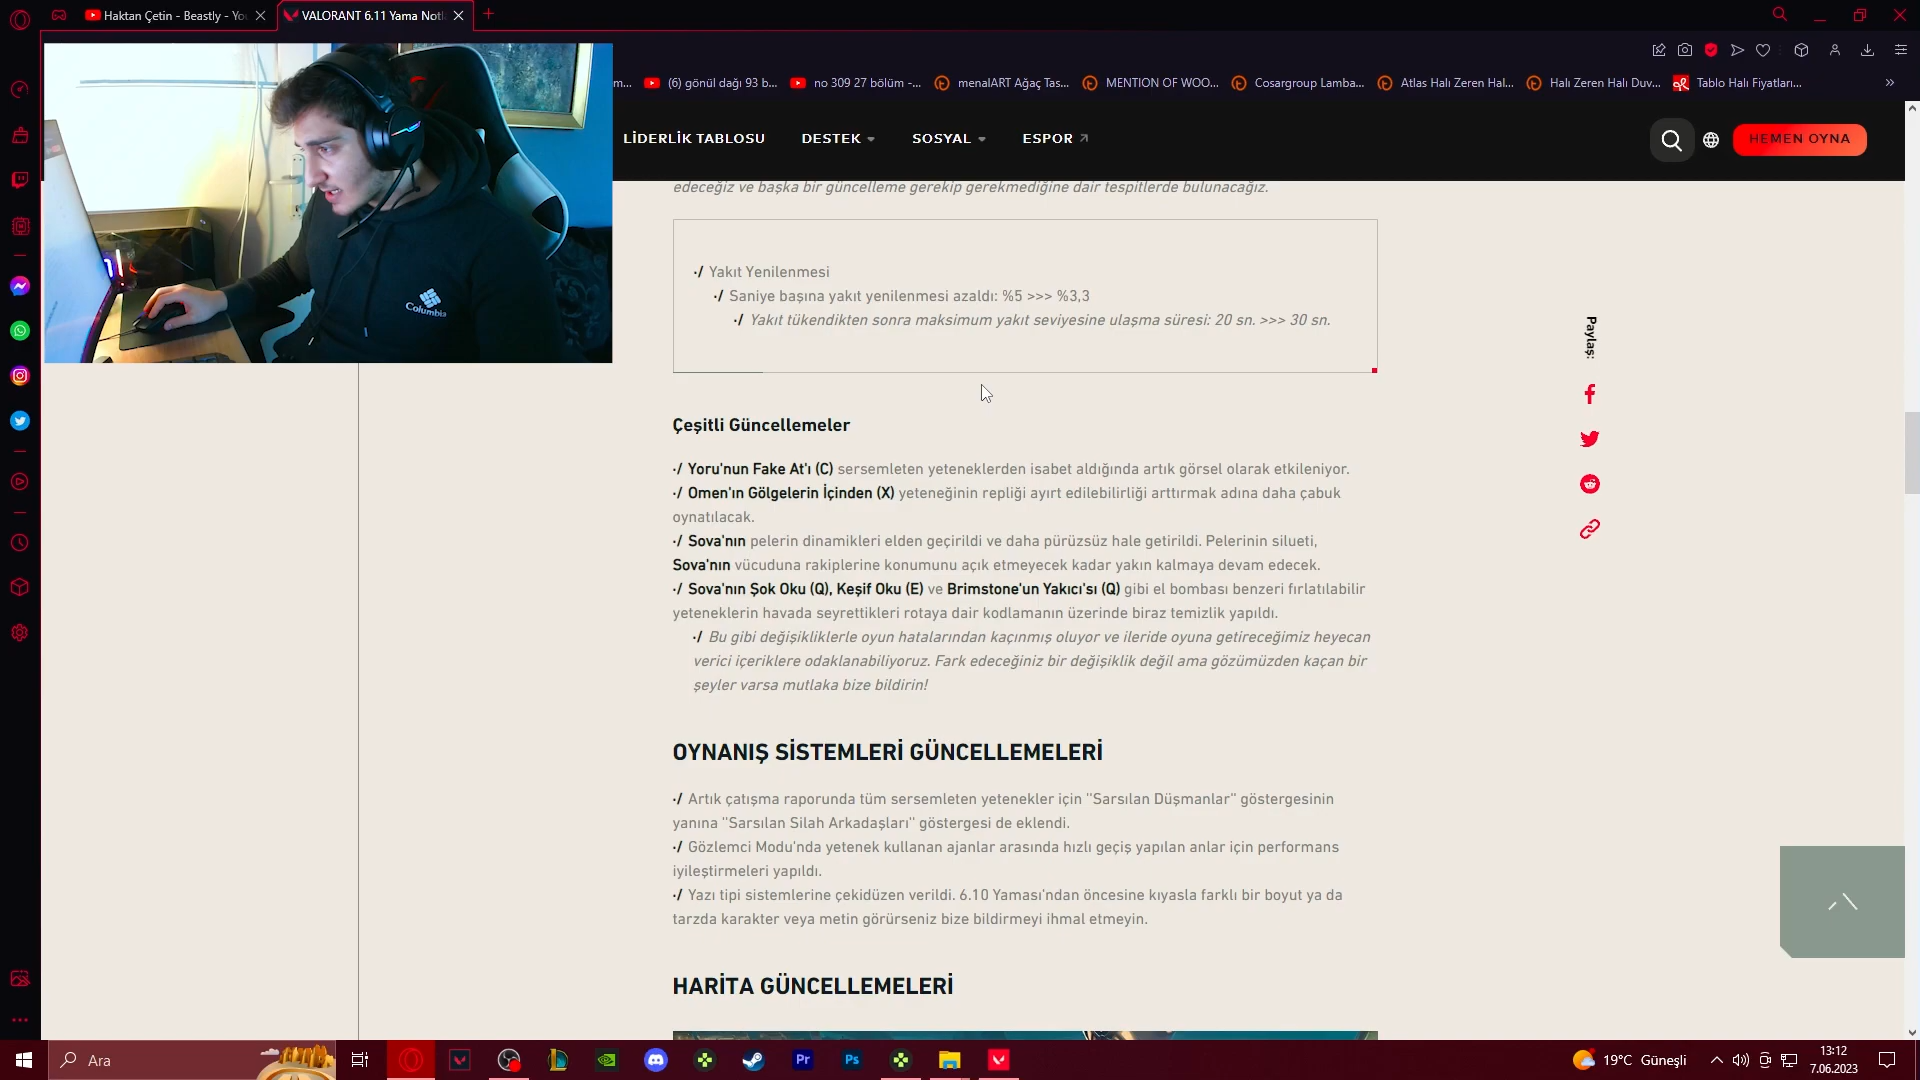 Haktan Çetin - Beastly - Yo
VALORANT 6.11 Yama Notl
m...
(6) gönül dağı 93 b...
no 309 27 bölüm -...
menalART Ağaç Tas...
MENTION OF WOO...
Cosargroup Lamba...
Atlas Halı Zeren Hal...
Halı Zeren Halı Duv...
Tablo Halı Fiyatları...
LİDERLİK TABLOSU
DESTEK
SOSYAL
ESPOR
HEMEN OYNA
edeceğiz ve başka bir güncelleme gerekip gerekmediğine dair tespitlerde bulunacağız.
Columbia
·/ Yakıt Yenilenmesi
·/ Saniye başına yakıt yenilenmesi azaldı: %5 >>> %3,3
·/ Yakıt tükendikten sonra maksimum yakıt seviyesine ulaşma süresi: 20 sn. >>> 30 sn.
Paylaş:
Çeşitli Güncellemeler
·/ Yoru'nun Fake At'ı (C) sersemleten yeteneklerden isabet aldığında artık görsel olarak etkileniyor.
·/ Omen'ın Gölgelerin İçinden (X) yeteneğinin repliği ayırt edilebilirliği arttırmak adına daha çabuk
oynatılacak.
·/ Sova'nın pelerin dinamikleri elden geçirildi ve daha pürüzsüz hale getirildi. Pelerinin silueti,
Sova'nın vücuduna rakiplerine konumunu açık etmeyecek kadar yakın kalmaya devam edecek.
·/ Sova'nın Şok Oku (Q), Keşif Oku (E) ve Brimstone'un Yakıcı'sı (Q) gibi el bombası benzeri fırlatılabilir
yeteneklerin havada seyrettikleri rotaya dair kodlamanın üzerinde biraz temizlik yapıldı.
·/ Bu gibi değişikliklerle oyun hatalarından kaçınmış oluyor ve ileride oyuna getireceğimiz heyecan
verici içeriklere odaklanabiliyoruz. Fark edeceğiniz bir değişiklik değil ama gözümüzden kaçan bir
şeyler varsa mutlaka bize bildirin!
OYNANIŞ SİSTEMLERİ GÜNCELLEMELERİ
·/ Artık çatışma raporunda tüm sersemleten yetenekler için "Sarsılan Düşmanlar" göstergesinin
yanına "Sarsılan Silah Arkadaşları" göstergesi de eklendi.
·/ Gözlemci Modu'nda yetenek kullanan ajanlar arasında hızlı geçiş yapılan anlar için performans
iyileştirmeleri yapıldı.
·/ Yazı tipi sistemlerine çekidüzen verildi. 6.10 Yaması'ndan öncesine kıyasla farklı bir boyut ya da
tarzda karakter veya metin görürseniz bize bildirmeyi ihmal etmeyin.
HARİTA GÜNCELLEMELERİ
Ara
Pr
Ps
19°C Güneşli
13:12
7.06.2023